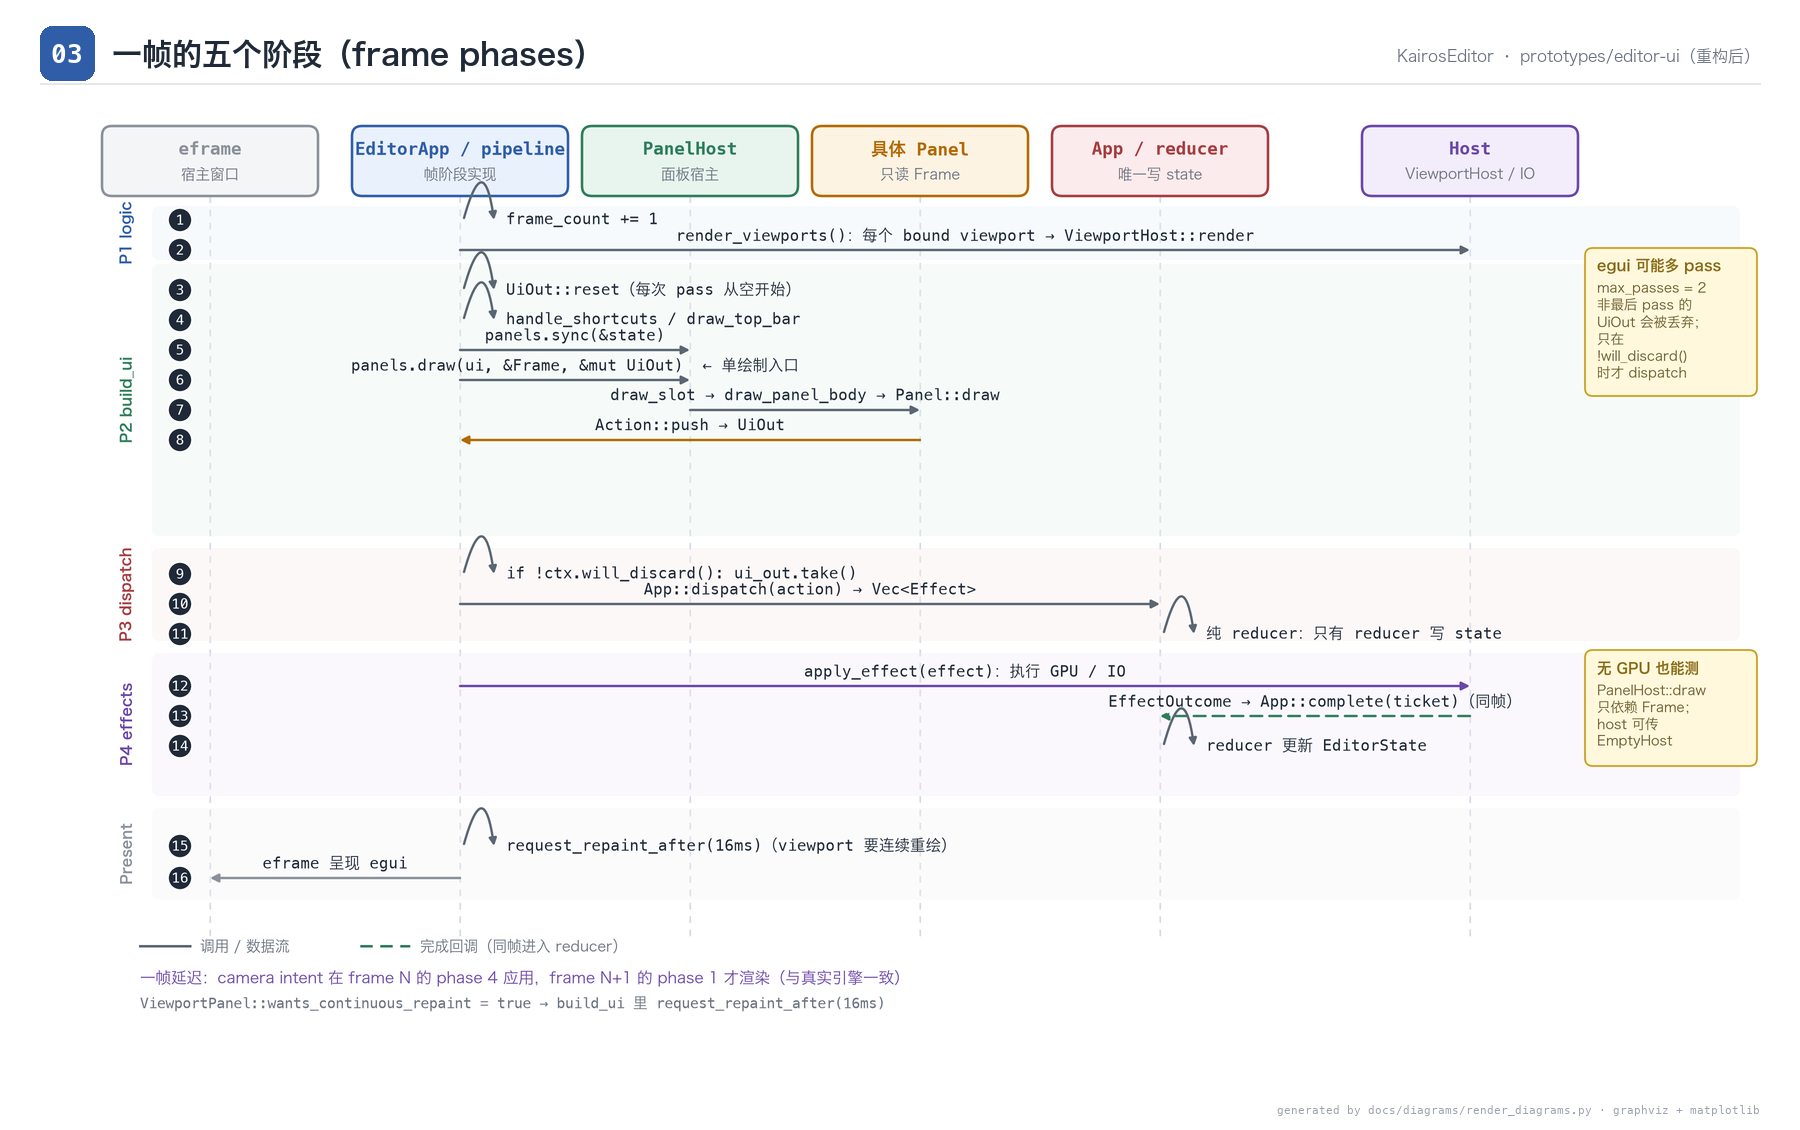 03
一帧的五个阶段（frame phases）
KairosEditor · prototypes/editor-ui（重构后）
eframe
宿主窗口
EditorApp / pipeline
帧阶段实现
PanelHost
面板宿主
具体 Panel
只读 Frame
App / reducer
唯一写 state
Host
ViewportHost / IO
P1 logic
1
frame_count += 1
2
render_viewports()：每个 bound viewport → ViewportHost::render
P2 build_ui
3
UiOut::reset（每次 pass 从空开始）
4
handle_shortcuts / draw_top_bar
5
panels.sync(&state)
6
panels.draw(ui, &Frame, &mut UiOut)  ← 单绘制入口
7
draw_slot → draw_panel_body → Panel::draw
8
Action::push → UiOut
egui 可能多 pass
max_passes = 2
非最后 pass 的
UiOut 会被丢弃；
只在
!will_discard()
时才 dispatch
P3 dispatch
9
if !ctx.will_discard(): ui_out.take()
10
App::dispatch(action) → Vec<Effect>
11
纯 reducer：只有 reducer 写 state
P4 effects
12
apply_effect(effect)：执行 GPU / IO
13
EffectOutcome → App::complete(ticket)（同帧）
14
reducer 更新 EditorState
无 GPU 也能测
PanelHost::draw
只依赖 Frame；
host 可传
EmptyHost
Present
15
request_repaint_after(16ms)（viewport 要连续重绘）
16
eframe 呈现 egui
调用 / 数据流
完成回调（同帧进入 reducer）
一帧延迟：camera intent 在 frame N 的 phase 4 应用，frame N+1 的 phase 1 才渲染（与真实引擎一致）
ViewportPanel::wants_continuous_repaint = true → build_ui 里 request_repaint_after(16ms)
generated by docs/diagrams/render_diagrams.py · graphviz + matplotlib